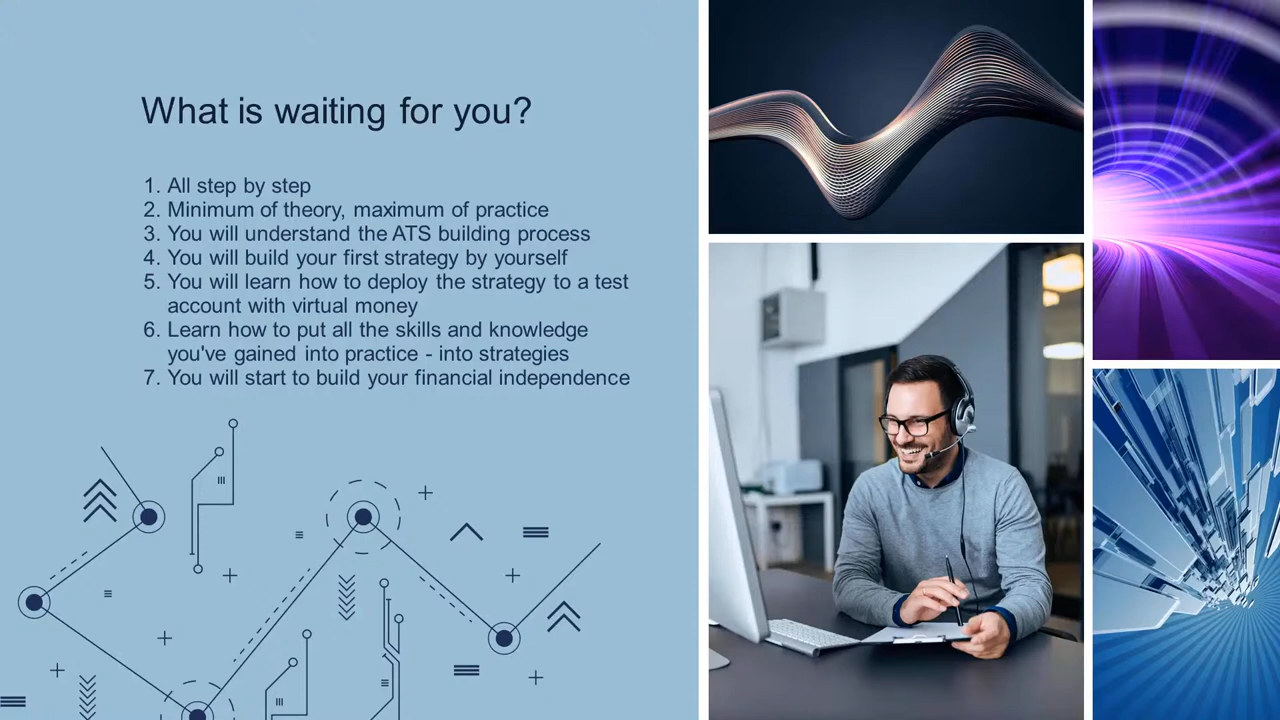 What is waiting for you?
1. All step by step
2. Minimum of theory, maximum of practice
3. You will understand the ATS building process
4. You will build your first strategy by yourself
5. You will learn how to deploy the strategy to a test
account with virtual money
6. Learn how to put all the skills and knowledge
you've gained into practice - into strategies
7. You will start to build your financial independence